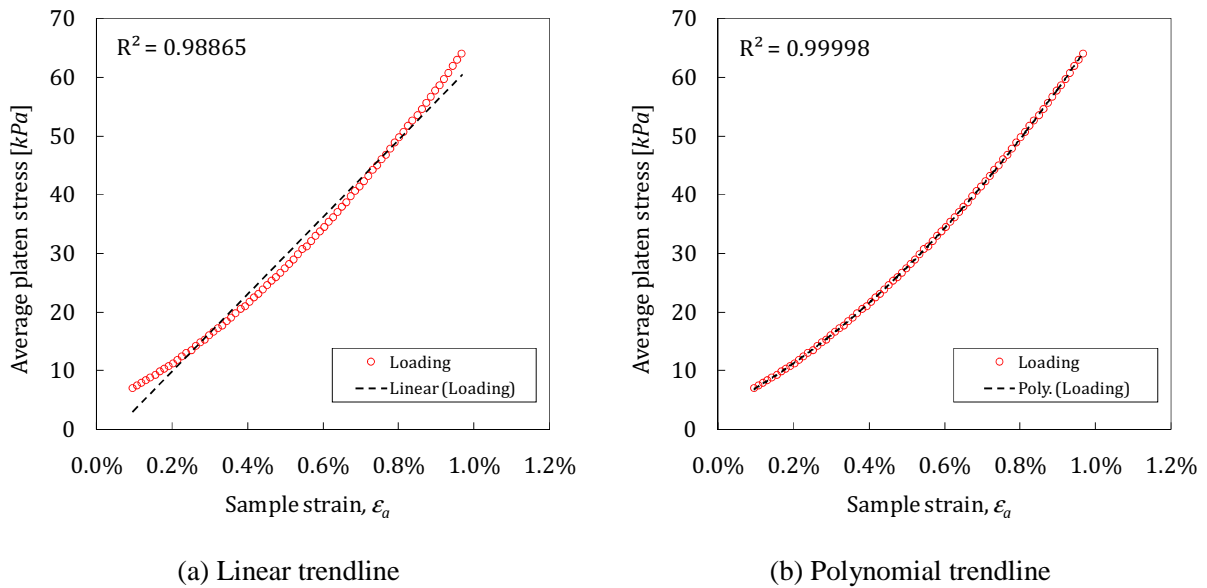 R² = 0.98865
Average platen stress [kPa]
70
60
50
40
30
20
10
0
0.0% 0.2% 0.4% 0.6% 0.8% 1.0% 1.2%
Sample strain, εa
Loading
Linear (Loading)
(a) Linear trendline
R² = 0.99998
Average platen stress [kPa]
70
60
50
40
30
20
10
0
0.0% 0.2% 0.4% 0.6% 0.8% 1.0% 1.2%
Sample strain, εa
Loading
Poly. (Loading)
(b) Polynomial trendline